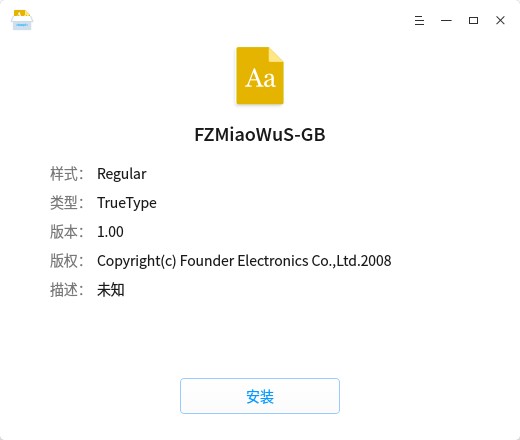 Aa
FZMiaoWuS-GB
样式： Regular
类型： TrueType
版本： 1.00
版权： Copyright(c) Founder Electronics Co.,Ltd.2008
描述： 未知
安装